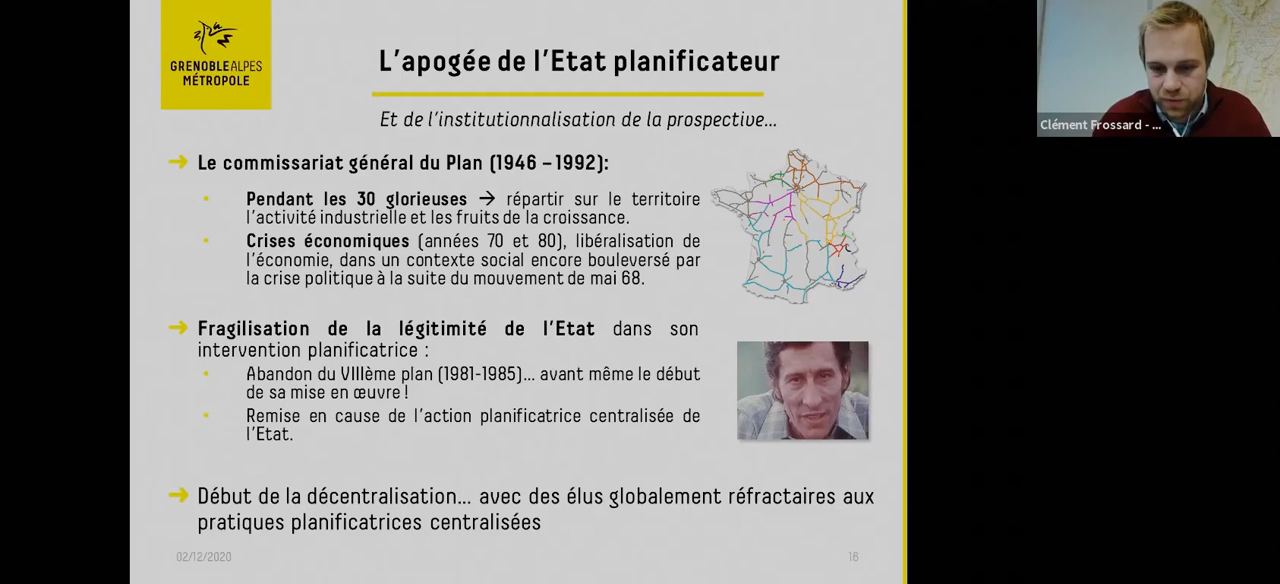 GRENOBLEALPES
MÉTROPOLE
L'apogée de l'Etat planificateur
Et de l'institutionnalisation de la prospective...
Clément Frossard - ...
➔ Le commissariat général du Plan (1946 – 1992):
• Pendant les 30 glorieuses → répartir sur le territoire
l'activité industrielle et les fruits de la croissance.
• Crises économiques (années 70 et 80), libéralisation de
l'économie, dans un contexte social encore bouleversé par
la crise politique à la suite du mouvement de mai 68.
➔ Fragilisation de la légitimité de l'Etat dans son
intervention planificatrice :
• Abandon du VIIIème plan (1981-1985)... avant même le début
de sa mise en œuvre !
• Remise en cause de l'action planificatrice centralisée de
l'Etat.
➔ Début de la décentralisation... avec des élus globalement réfractaires aux
pratiques planificatrices centralisées
02/12/2020
16